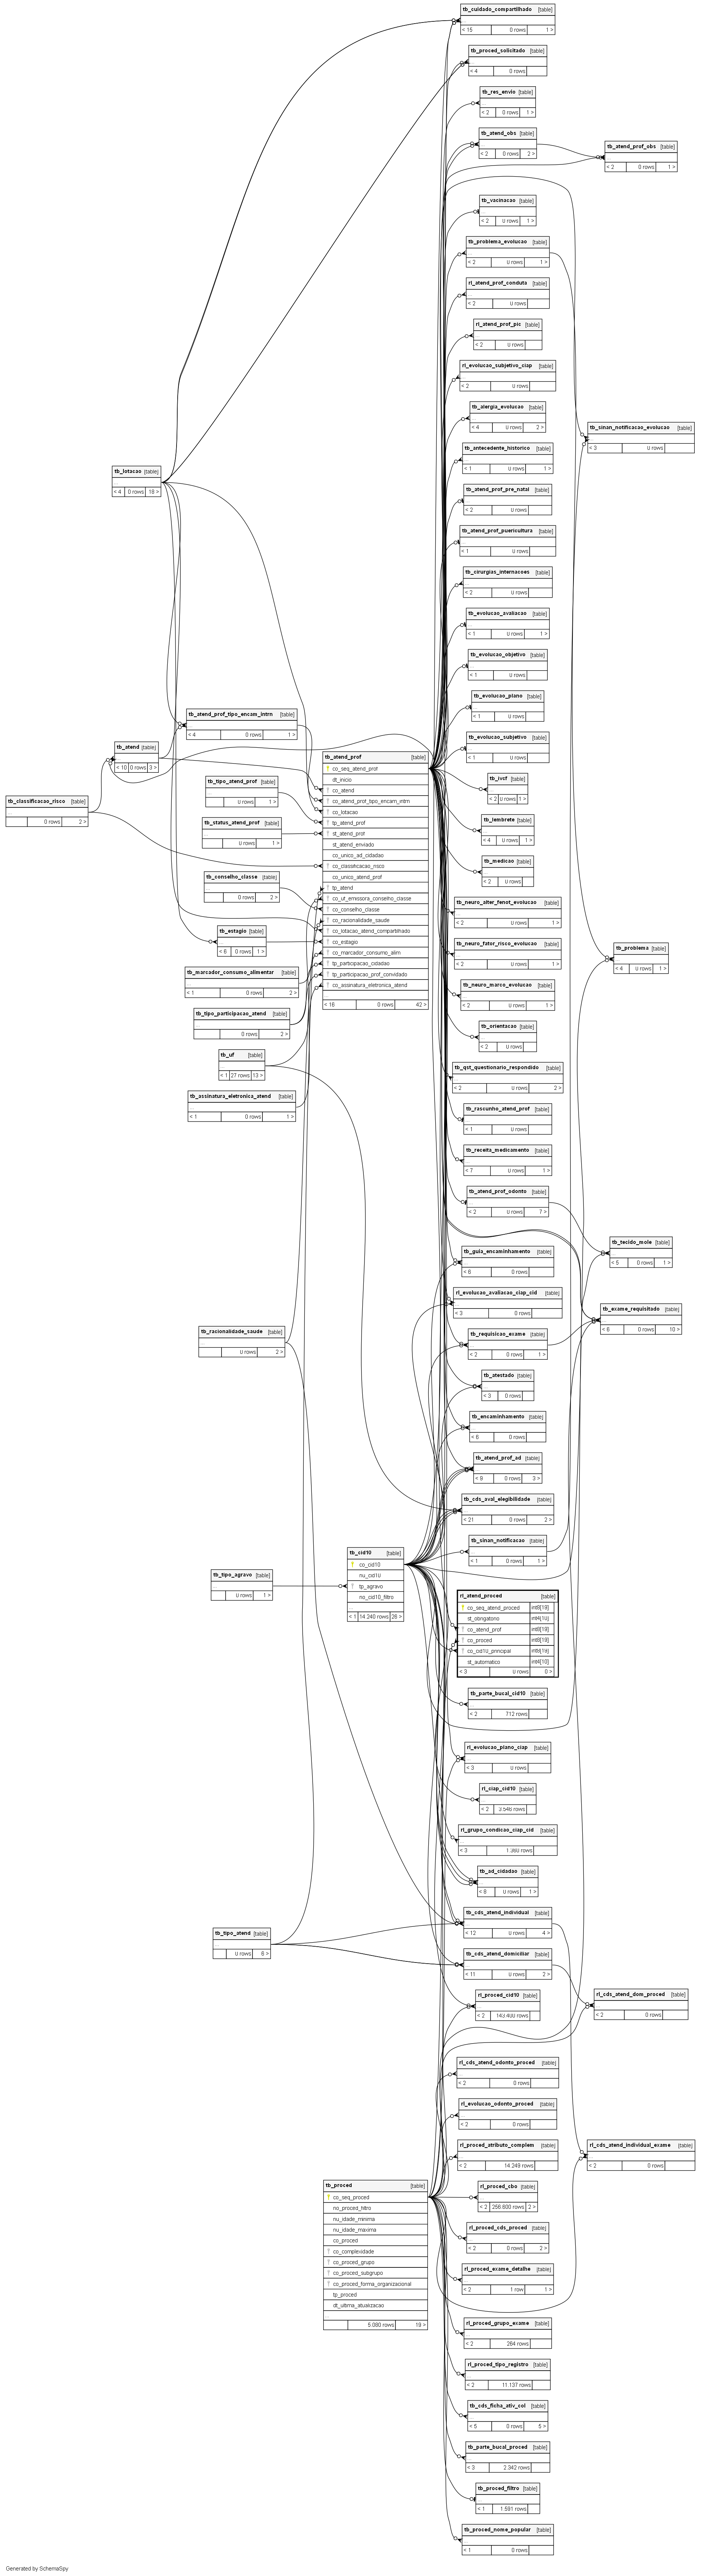 tb_cuidado_compartilhado [table]
...
< 15 0 rows 1 >
tb_proced_solicitado [table]
...
< 4 0 rows
tb_res_envio [table]
...
< 2 0 rows 1 >
tb_atend_obs [table]
...
< 2 0 rows 2 >
tb_atend_prof_obs [table]
...
< 2 0 rows 1 >
tb_vacinacao [table]
...
< 2 0 rows 1 >
tb_problema_evolucao [table]
...
< 2 0 rows 1 >
rl_atend_prof_conduta [table]
...
< 2 0 rows
rl_atend_prof_pic [table]
...
< 2 0 rows
rl_evolucao_subjetivo_ciap [table]
...
< 2 0 rows
tb_alergia_evolucao [table]
...
< 4 0 rows 2 >
tb_sinan_notificacao_evolucao [table]
...
< 3 0 rows
tb_antecedente_historico [table]
...
< 1 0 rows 1 >
tb_lotacao [table]
...
< 4 0 rows 19 >
tb_atend_prof_pre_natal [table]
...
< 2 0 rows
tb_atend_prof_puericultura [table]
...
< 1 0 rows
tb_cirurgias_internacoes [table]
...
< 2 0 rows
tb_evolucao_avaliacao [table]
...
< 1 0 rows 1 >
tb_evolucao_objetivo [table]
...
< 1 0 rows
tb_evolucao_plano [table]
...
< 1 0 rows
tb_atend_prof_tipo_encam_intrn [table]
...
< 4 0 rows 1 >
tb_evolucao_subjetivo [table]
...
< 1 0 rows
tb_atend [table]
...
< 10 0 rows 3 >
tb_classificacao_risco [table]
...
0 rows 2 >
tb_tipo_atend_prof [table]
...
0 rows 1 >
tb_status_atend_prof [table]
...
0 rows 1 >
tb_conselho_classe [table]
...
0 rows 2 >
tb_estagio [table]
...
< 6 0 rows 1 >
tb_marcador_consumo_alimentar [table]
...
< 1 0 rows 2 >
tb_tipo_participacao_atend [table]
...
0 rows 2 >
tb_uf [table]
...
< 1 27 rows 13 >
tb_assinatura_eletronica_atend [table]
...
< 1 0 rows 1 >
tb_atend_prof [table]
co_seq_atend_prof
dt_inicio
co_atend
co_atend_prof_tipo_encam_intrn
co_lotacao
tp_atend_prof
st_atend_prof
st_atend_enviado
co_unico_ad_cidadao
co_classificacao_risco
co_unico_atend_prof
tp_atend
co_uf_emissora_conselho_classe
co_conselho_classe
co_racionalidade_saude
co_lotacao_atend_compartilhado
co_estagio
co_marcador_consumo_alim
tp_participacao_cidadao
tp_participacao_prof_convidado
co_assinatura_eletronica_atend
...
< 16 0 rows 42 >
tb_ivcf [table]
...
< 2 0 rows 1 >
tb_lembrete [table]
...
< 4 0 rows 1 >
tb_medicao [table]
...
< 2 0 rows
tb_neuro_alter_fenot_evolucao [table]
...
< 2 0 rows 1 >
tb_neuro_fator_risco_evolucao [table]
...
< 2 0 rows 1 >
tb_problema [table]
...
< 4 0 rows 1 >
tb_neuro_marco_evolucao [table]
...
< 2 0 rows 1 >
tb_orientacao [table]
...
< 2 0 rows
tb_qst_questionario_respondido [table]
...
< 2 0 rows 2 >
tb_rascunho_atend_prof [table]
...
< 1 0 rows
tb_receita_medicamento [table]
...
< 7 0 rows 1 >
tb_atend_prof_odonto [table]
...
< 2 0 rows 7 >
tb_tecido_mole [table]
...
< 5 0 rows 1 >
tb_guia_encaminhamento [table]
...
< 6 0 rows
rl_evolucao_avaliacao_ciap_cid [table]
...
< 3 0 rows
tb_exame_requisitado [table]
...
< 6 0 rows 10 >
tb_racionalidade_saude [table]
...
0 rows 2 >
tb_requisicao_exame [table]
...
< 2 0 rows 1 >
tb_atestado [table]
...
< 3 0 rows
tb_encaminhamento [table]
...
< 6 0 rows
tb_atend_prof_ad [table]
...
< 9 0 rows 3 >
tb_cds_aval_elegibilidade [table]
...
< 21 0 rows 2 >
tb_sinan_notificacao [table]
...
< 1 0 rows 1 >
tb_cid10 [table]
co_cid10
nu_cid10
tp_agravo
no_cid10_filtro
...
< 1 14.240 rows 26 >
tb_tipo_agravo [table]
...
0 rows 1 >
rl_atend_proced [table]
co_seq_atend_proced int8[19]
st_obrigatorio int4[10]
co_atend_prof int8[19]
co_proced int8[19]
co_cid10_principal int8[19]
st_automatico int4[10]
< 3 0 rows 0 >
tb_parte_bucal_cid10 [table]
...
< 2 712 rows
rl_evolucao_plano_ciap [table]
...
< 3 0 rows
rl_ciap_cid10 [table]
...
< 2 3.546 rows
rl_grupo_condicao_ciap_cid [table]
...
< 3 1.380 rows
tb_ad_cidadao [table]
...
< 8 0 rows 1 >
tb_cds_atend_individual [table]
...
< 12 0 rows 4 >
tb_tipo_atend [table]
...
0 rows 6 >
tb_cds_atend_domiciliar [table]
...
< 11 0 rows 2 >
rl_proced_cid10 [table]
...
< 2 143.400 rows
rl_cds_atend_dom_proced [table]
...
< 2 0 rows
rl_cds_atend_odonto_proced [table]
...
< 2 0 rows
rl_evolucao_odonto_proced [table]
...
< 2 0 rows
rl_proced_atributo_complem [table]
...
< 2 14.249 rows
rl_cds_atend_individual_exame [table]
...
< 2 0 rows
tb_proced [table]
co_seq_proced
no_proced_filtro
nu_idade_minima
nu_idade_maxima
co_proced
co_complexidade
co_proced_grupo
co_proced_subgrupo
co_proced_forma_organizacional
tp_proced
dt_ultima_atualizacao
...
5.080 rows 19 >
rl_proced_cbo [table]
...
< 2 256.600 rows 2 >
rl_proced_cds_proced [table]
...
< 2 0 rows 2 >
rl_proced_exame_detalhe [table]
...
< 2 1 row 1 >
rl_proced_grupo_exame [table]
...
< 2 264 rows
rl_proced_tipo_registro [table]
...
< 2 11.137 rows
tb_cds_ficha_ativ_col [table]
...
< 5 0 rows 5 >
tb_parte_bucal_proced [table]
...
< 3 2.342 rows
tb_proced_filtro [table]
...
< 1 1.591 rows
tb_proced_nome_popular [table]
...
< 1 0 rows
Generated by SchemaSpy